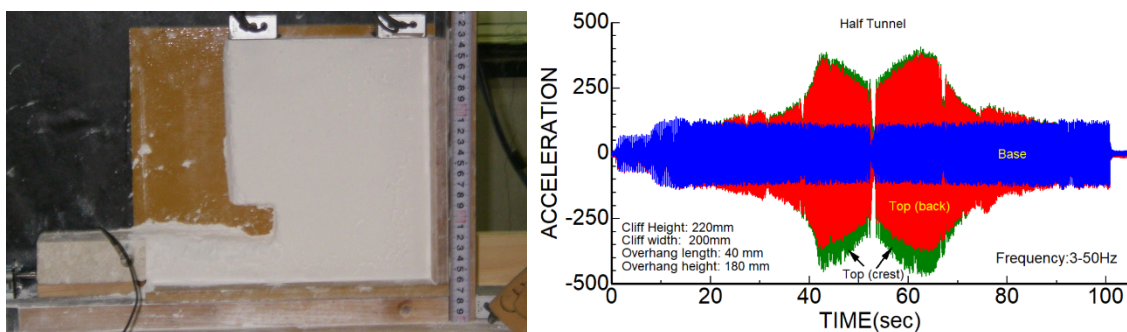 Half Tunnel
ACCELERATION
500
250
0
-250
-500
Base
Top (back)
Cliff Height: 220mm
Cliff width: 200mm
Overhang length: 40 mm
Overhang height: 180 mm
Top (crest)
Frequency:3-50Hz
0
20
40
60
80
100
TIME(sec)